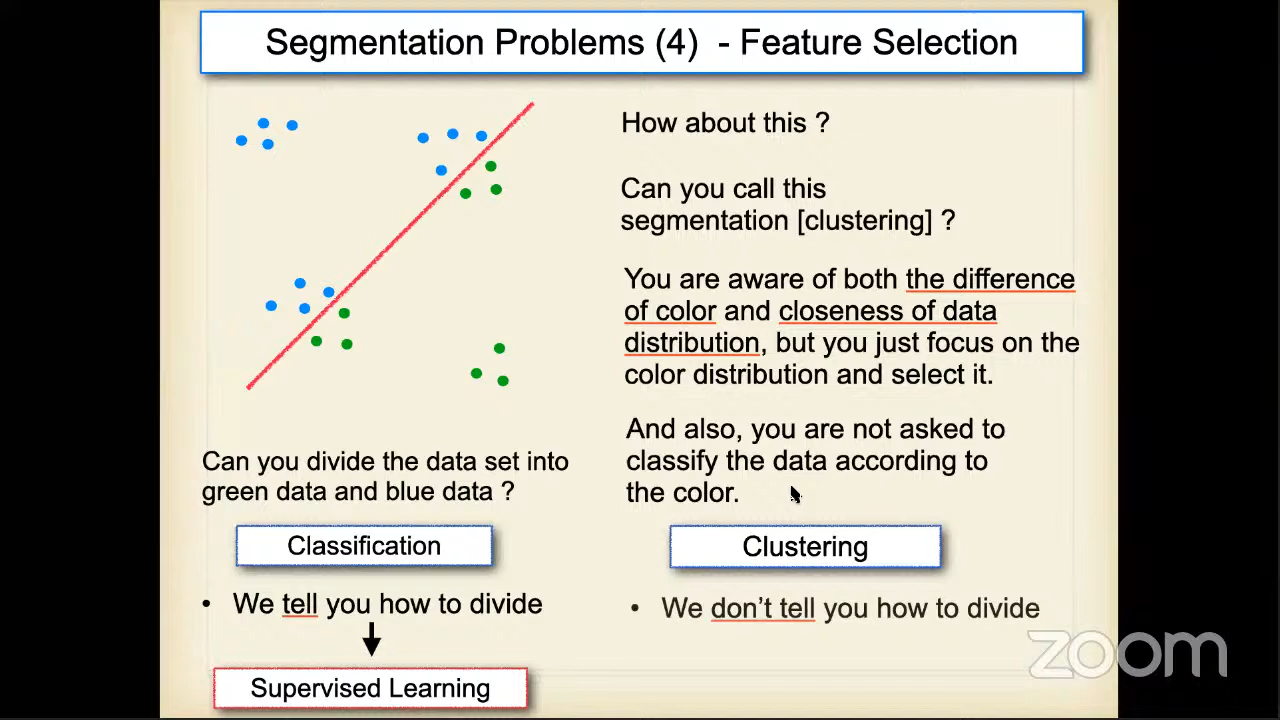 Segmentation Problems (4)  - Feature Selection
How about this ?
Can you call this
segmentation [clustering] ?
You are aware of both the difference
of color and closeness of data
distribution, but you just focus on the
color distribution and select it.
And also, you are not asked to
classify the data according to
the color.
Can you divide the data set into
green data and blue data ?
Classification
• We tell you how to divide
Supervised Learning
Clustering
• We don't tell you how to divide
zoom